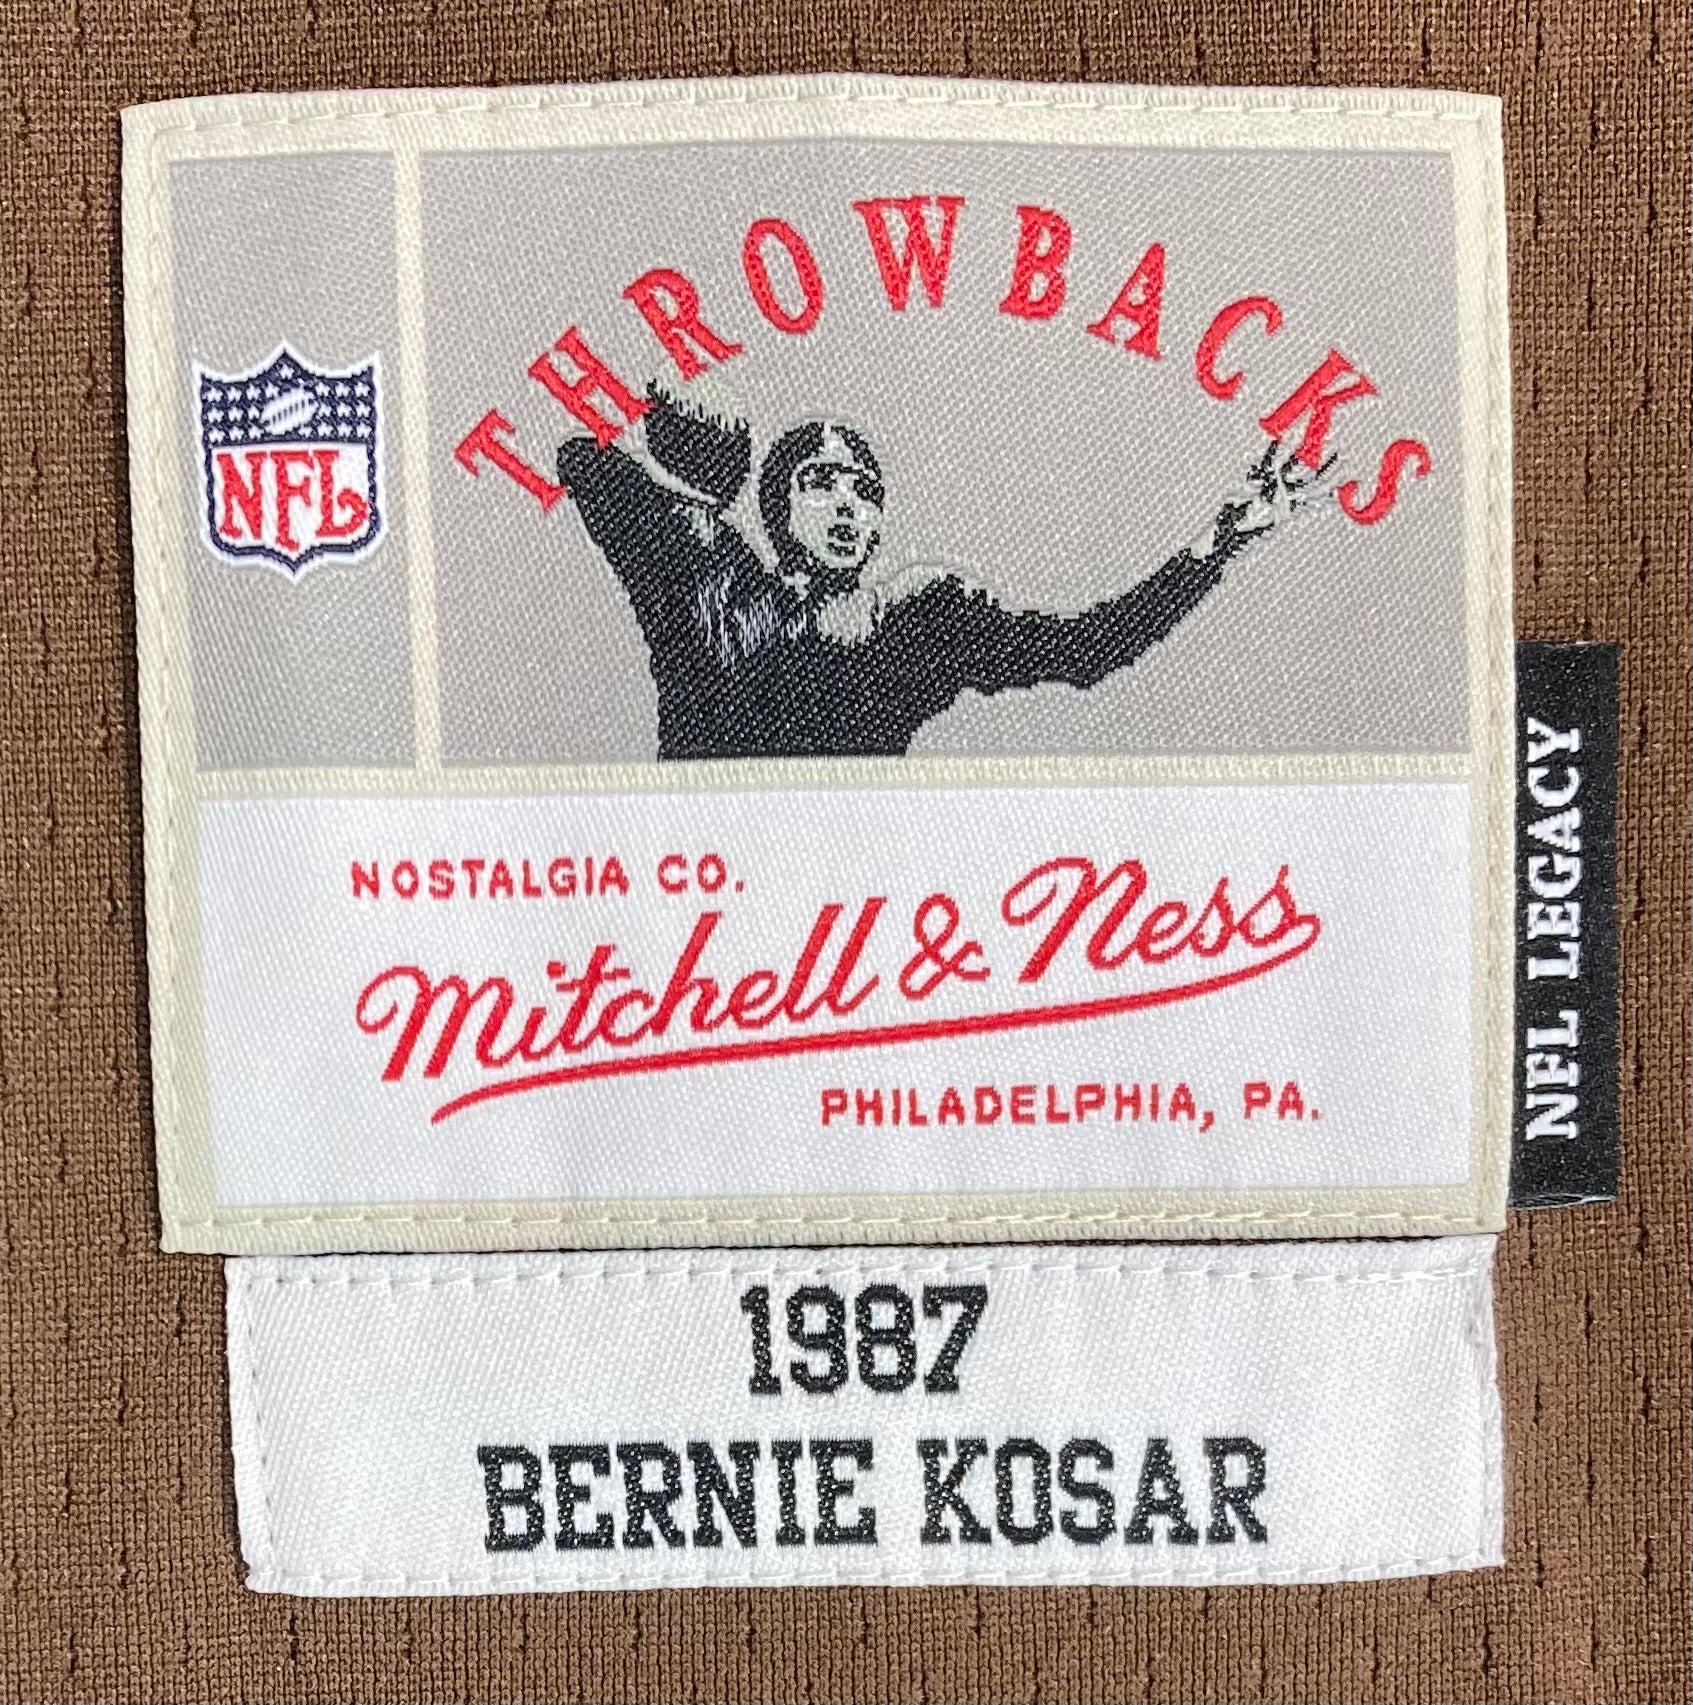 THROWBACKS
NFL
NOSTALGIA CO.
Mitchell & Ness
PHILADELPHIA, PA.
NFL LEGACY
1987
BERNIE KOSAR